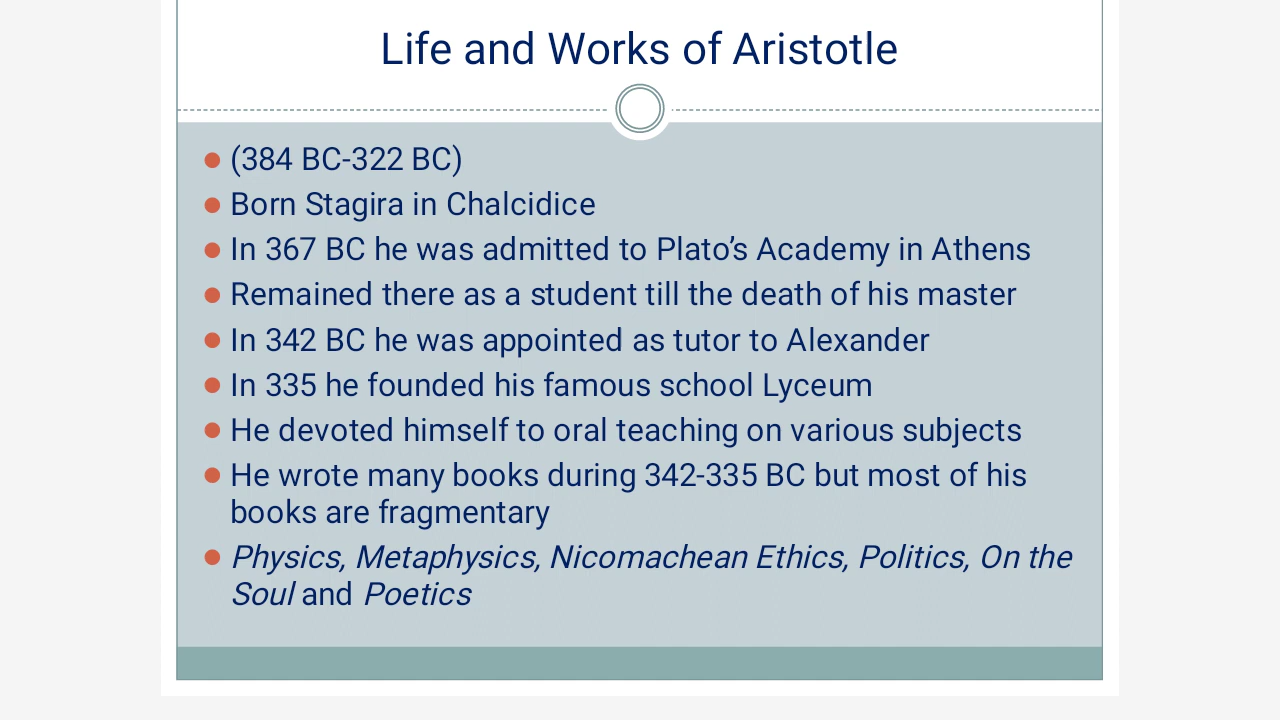 Life and Works of Aristotle
(384 BC-322 BC)
Born Stagira in Chalcidice
In 367 BC he was admitted to Plato’s Academy in Athens
Remained there as a student till the death of his master
In 342 BC he was appointed as tutor to Alexander
In 335 he founded his famous school Lyceum
He devoted himself to oral teaching on various subjects
He wrote many books during 342-335 BC but most of his
books are fragmentary
Physics, Metaphysics, Nicomachean Ethics, Politics, On the
Soul and Poetics